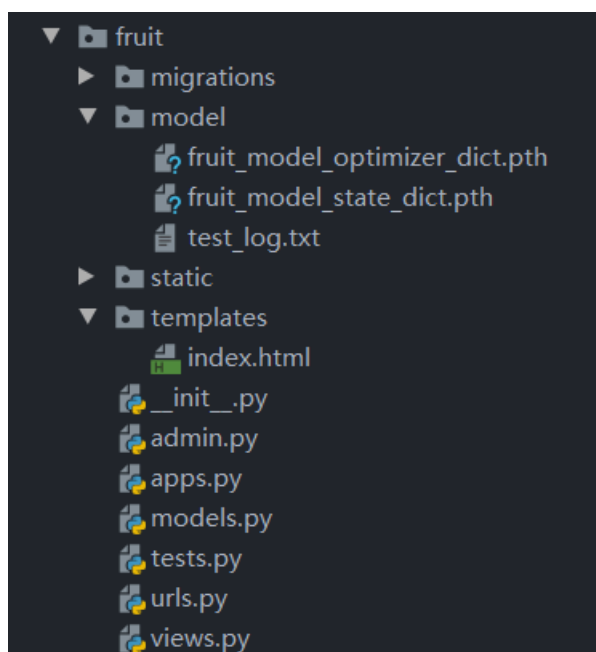 fruit
migrations
model
fruit_model_optimizer_dict.pth
fruit_model_state_dict.pth
test_log.txt
static
templates
index.html
__init__.py
admin.py
apps.py
models.py
tests.py
urls.py
views.py